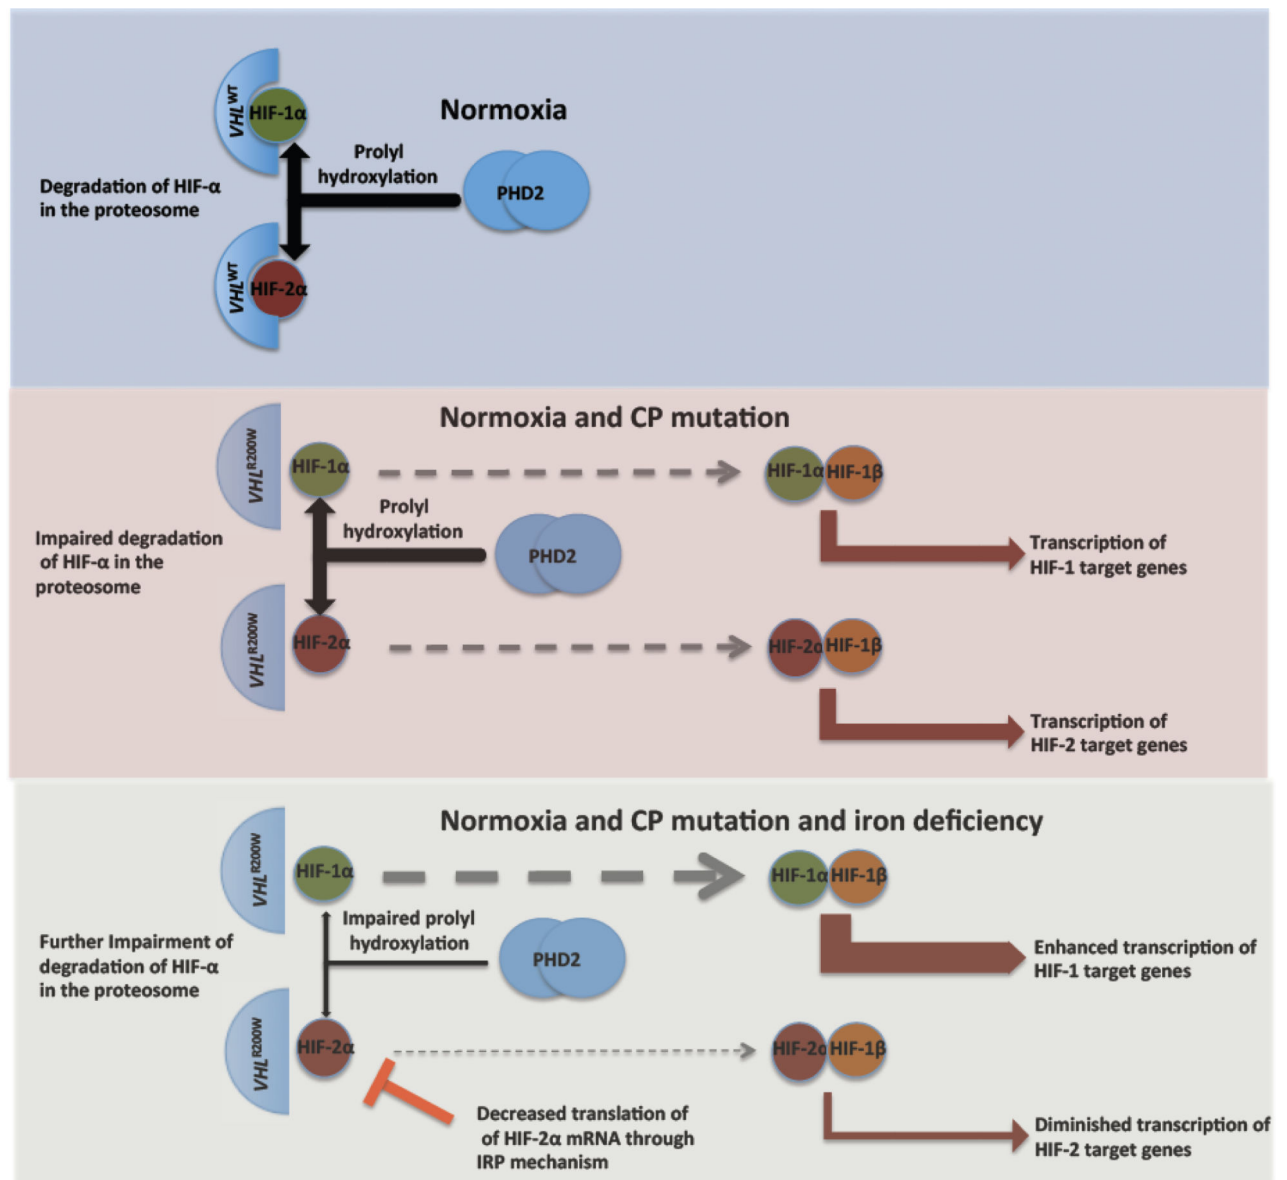 Normoxia
VHLWT
HIF-1α
Prolyl
hydroxylation
PHD2
Degradation of HIF-α
in the proteosome
VHLWT
HIF-2α
Normoxia and CP mutation
VHLR200W
HIF-1α
HIF-1α
HIF-1β
Prolyl
hydroxylation
PHD2
Impaired degradation
of HIF-α in the
proteosome
Transcription of
HIF-1 target genes
VHLR200W
HIF-2α
HIF-2α
HIF-1β
Transcription of
HIF-2 target genes
Normoxia and CP mutation and iron deficiency
VHLR200W
HIF-1α
HIF-1α
HIF-1β
Impaired prolyl
hydroxylation
PHD2
Further Impairment of
degradation of HIF-α
in the proteosome
Enhanced transcription of
HIF-1 target genes
VHLR200W
HIF-2α
HIF-2α
HIF-1β
Decreased translation of
of HIF-2α mRNA through
IRP mechanism
Diminished transcription of
HIF-2 target genes